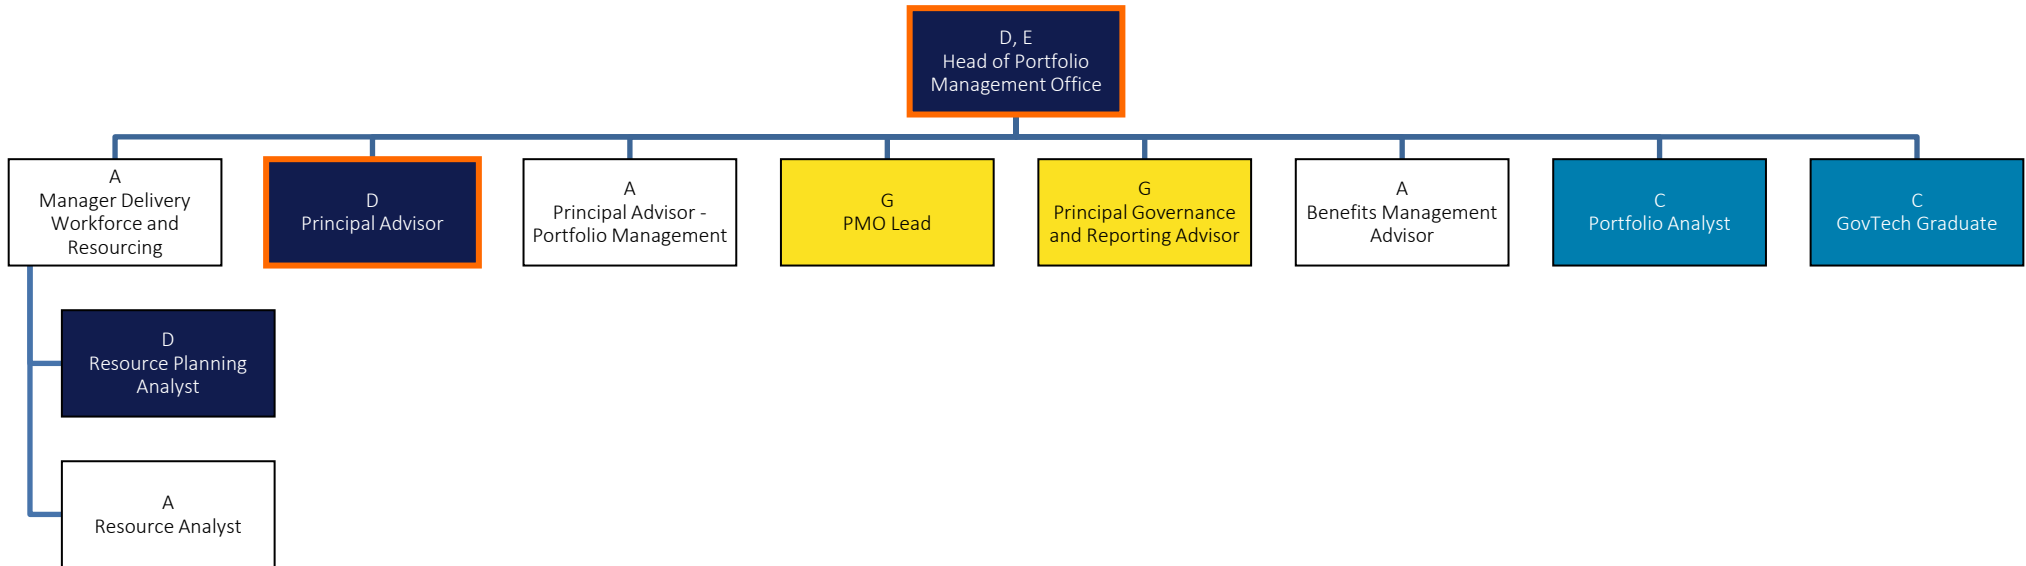 D, E
Head of Portfolio
Management Office
A
Manager Delivery
Workforce and
Resourcing
D
Principal Advisor
A
Principal Advisor -
Portfolio Management
G
PMO Lead
G
Principal Governance
and Reporting Advisor
A
Benefits Management
Advisor
C
Portfolio Analyst
C
GovTech Graduate
D
Resource Planning
Analyst
A
Resource Analyst